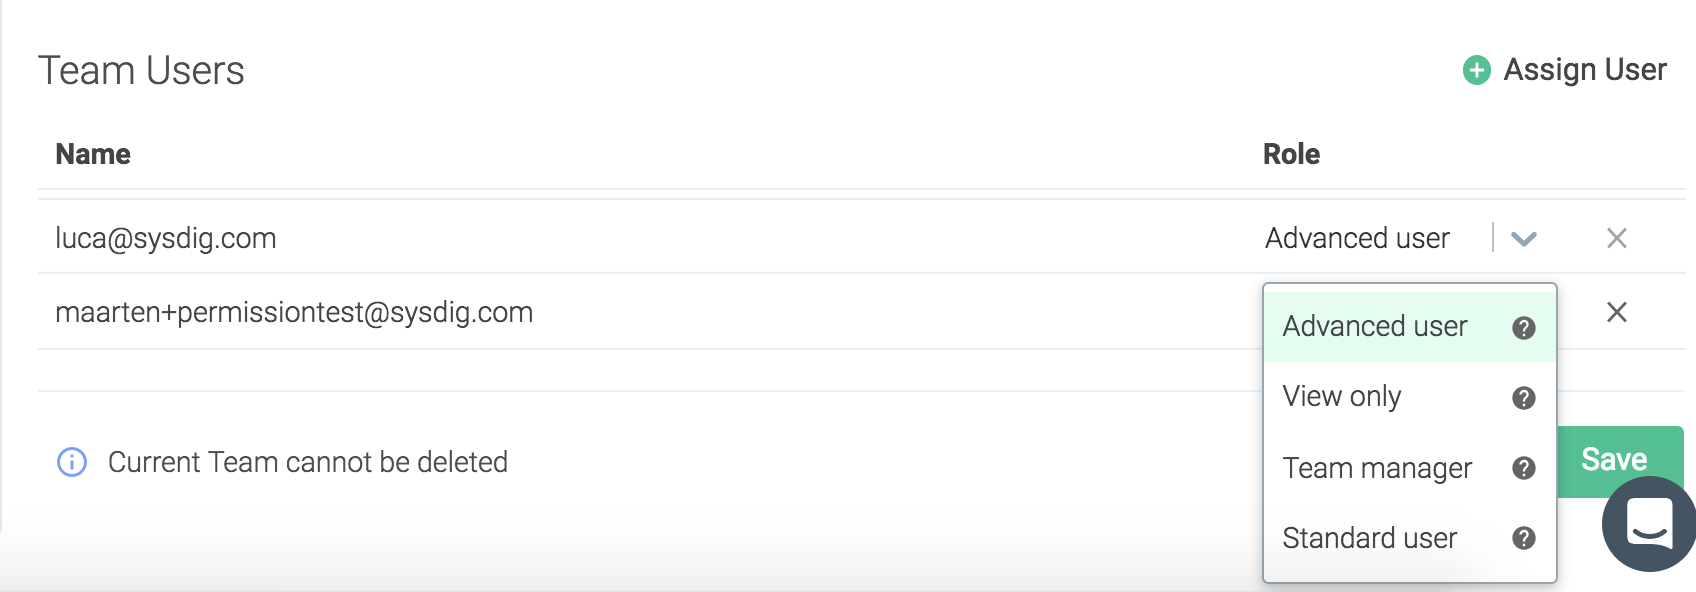 Team Users
Assign User
Name
Role
luca@sysdig.com
Advanced user
maarten+permissiontest@sysdig.com
Advanced user
View only
Team manager
Standard user
Current Team cannot be deleted
Save